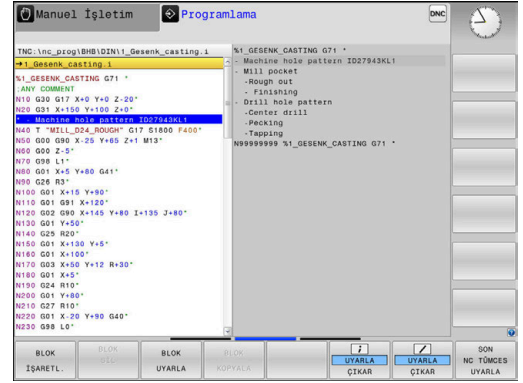 Manuel İşletim
Programlama
DNC
TNC:\nc_prog\BHB\DIN\1_Gesenk_casting.i
→1_Gesenk_casting.i
%1_GESENK_CASTING G71 *
;ANY COMMENT
N10 G30 G17 X+0 Y+0 Z-20*
N20 G31 X+150 Y+100 Z+0*
* - Machine hole pattern ID27943KL1
N40 T "MILL_D24_ROUGH" G17 S1800 F400*
N50 G00 G90 X-25 Y+65 Z+1 M13*
N60 G00 Z-5*
N70 G98 L1*
N80 G01 X+5 Y+80 G41*
N90 G26 R3*
N100 G01 X+15 Y+90*
N110 G01 G91 X+120*
N120 G02 G90 X+145 Y+80 I+135 J+80*
N130 G01 Y+50*
N140 G25 R20*
N150 G01 X+130 Y+5*
N160 G01 X+100*
N170 G03 X+50 Y+12 R+30*
N180 G01 X+5*
N190 G24 R10*
N200 G01 Y+80*
N210 G27 R10*
N220 G01 X-20 Y+90 G40*
N230 G98 L0*
%1_GESENK_CASTING G71 *
- Machine hole pattern ID27943KL1
- Mill pocket
-Rough out
- Finishing
- Drill hole pattern
-Center drill
-Pecking
-Tapping
N99999999 %1_GESENK_CASTING G71 *
BLOK
İŞARETL.
BLOK
SİL
BLOK
UYARLA
BLOK
KOPYALA
UYARLA
ÇIKAR
UYARLA
ÇIKAR
SON
NC TÜMCES
UYARLA